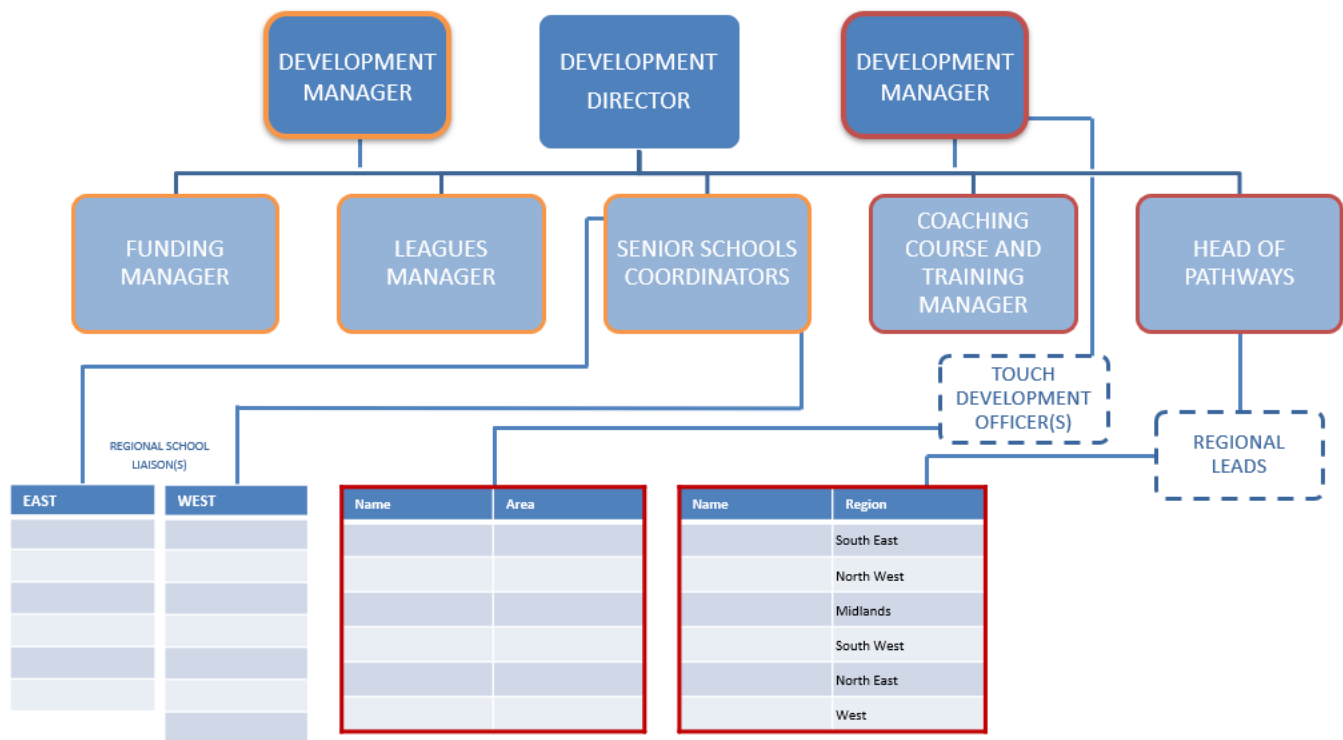 DEVELOPMENT
MANAGER
DEVELOPMENT
DIRECTOR
DEVELOPMENT
MANAGER
FUNDING
MANAGER
LEAGUES
MANAGER
SENIOR SCHOOLS
COORDINATORS
COACHING
COURSE AND
TRAINING
MANAGER
HEAD OF
PATHWAYS
TOUCH
DEVELOPMENT
OFFICER(S)
REGIONAL
LEADS
REGIONAL SCHOOL
LIAISON(S)
EAST
WEST
Name Area
Name Region
South East
North West
Midlands
South West
North East
West